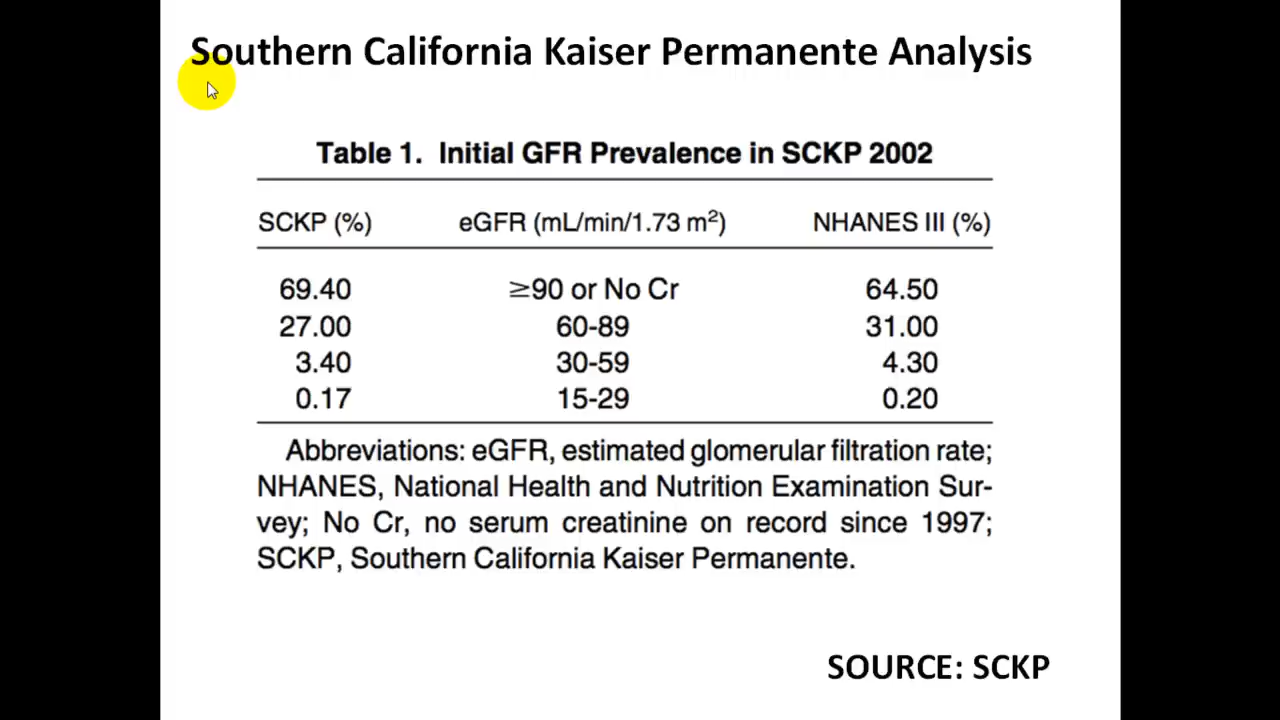 Southern California Kaiser Permanente Analysis
Table 1. Initial GFR Prevalence in SCKP 2002
SCKP (%) eGFR (mL/min/1.73 m²) NHANES III (%)
69.40 ≧90 or No Cr 64.50
27.00 60-89 31.00
3.40 30-59 4.30
0.17 15-29 0.20
Abbreviations: eGFR, estimated glomerular filtration rate;
NHANES, National Health and Nutrition Examination Sur-
vey; No Cr, no serum creatinine on record since 1997;
SCKP, Southern California Kaiser Permanente.
SOURCE: SCKP